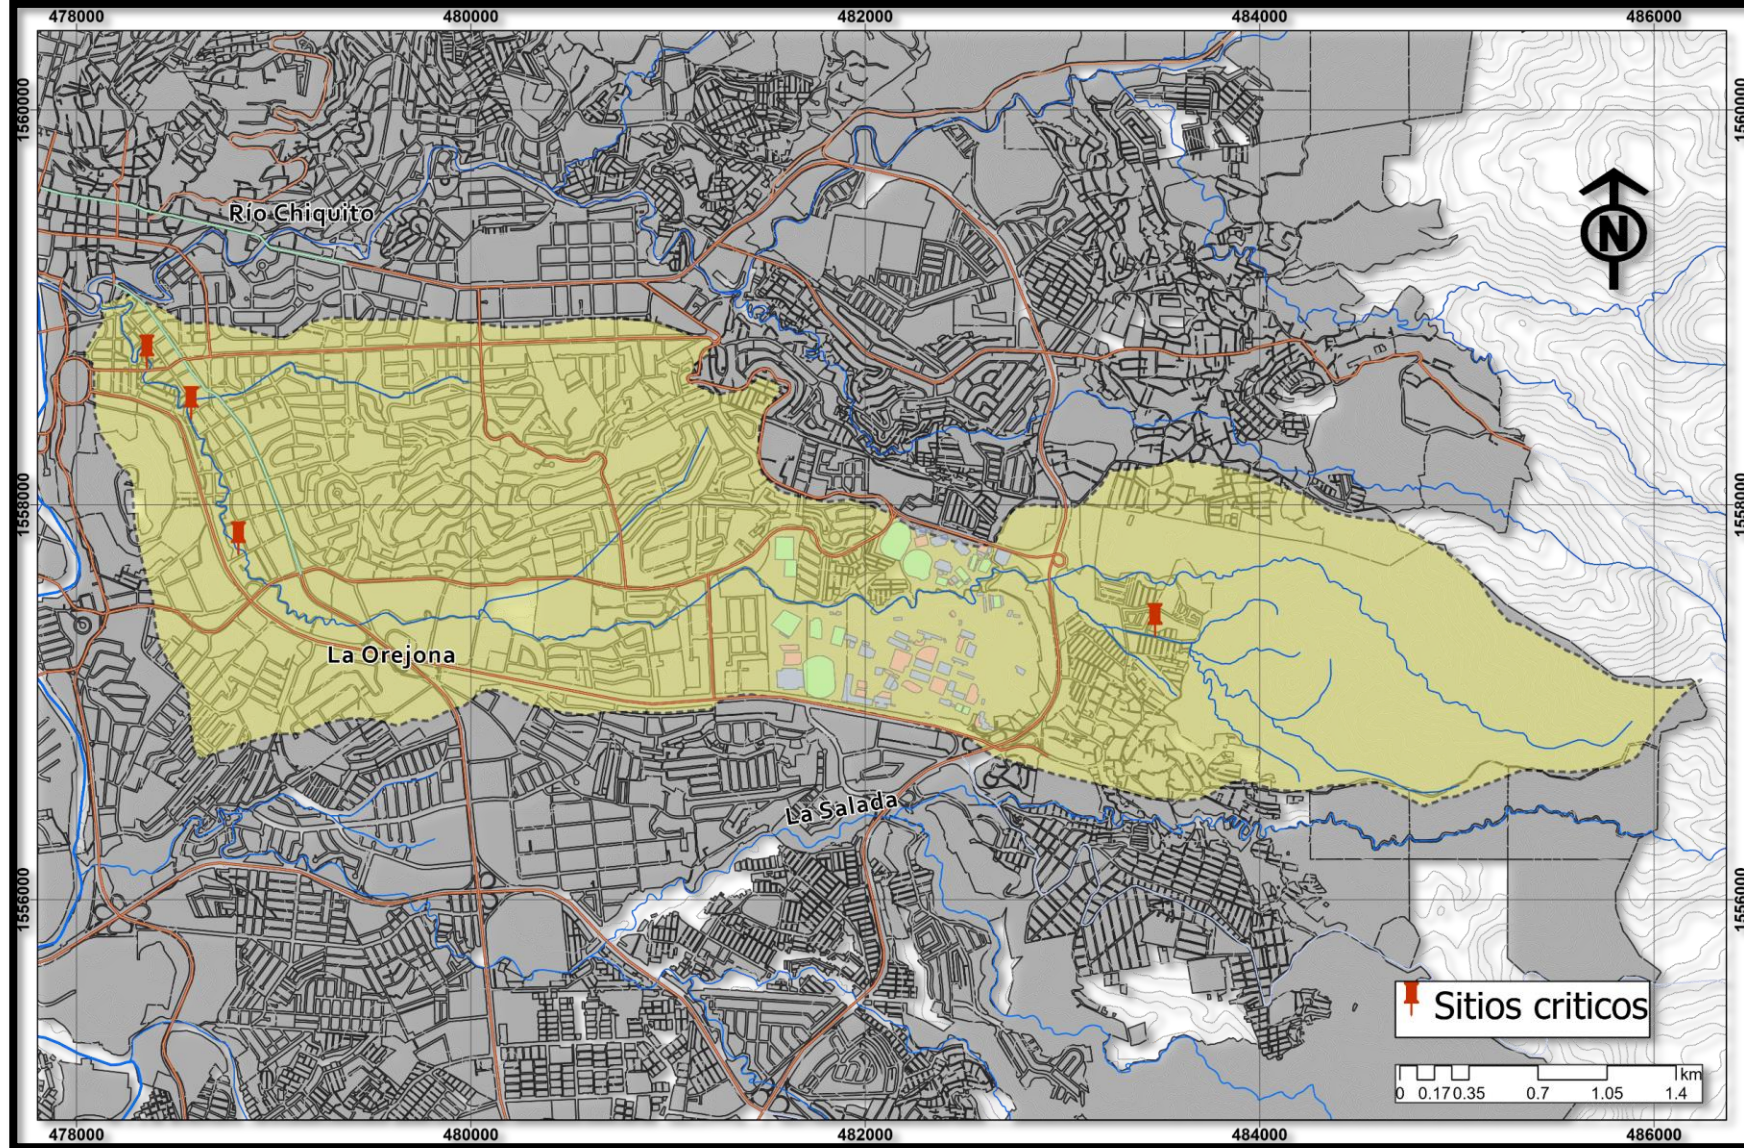 478000 480000 482000 484000 486000
1560000 1560000
Río Chiquito
1558000 1558000
La Orejona
La Salada
1556000 1556000
Sitios criticos
km
0 0.17 0.35 0.7 1.05 1.4
478000 480000 482000 484000 486000
N